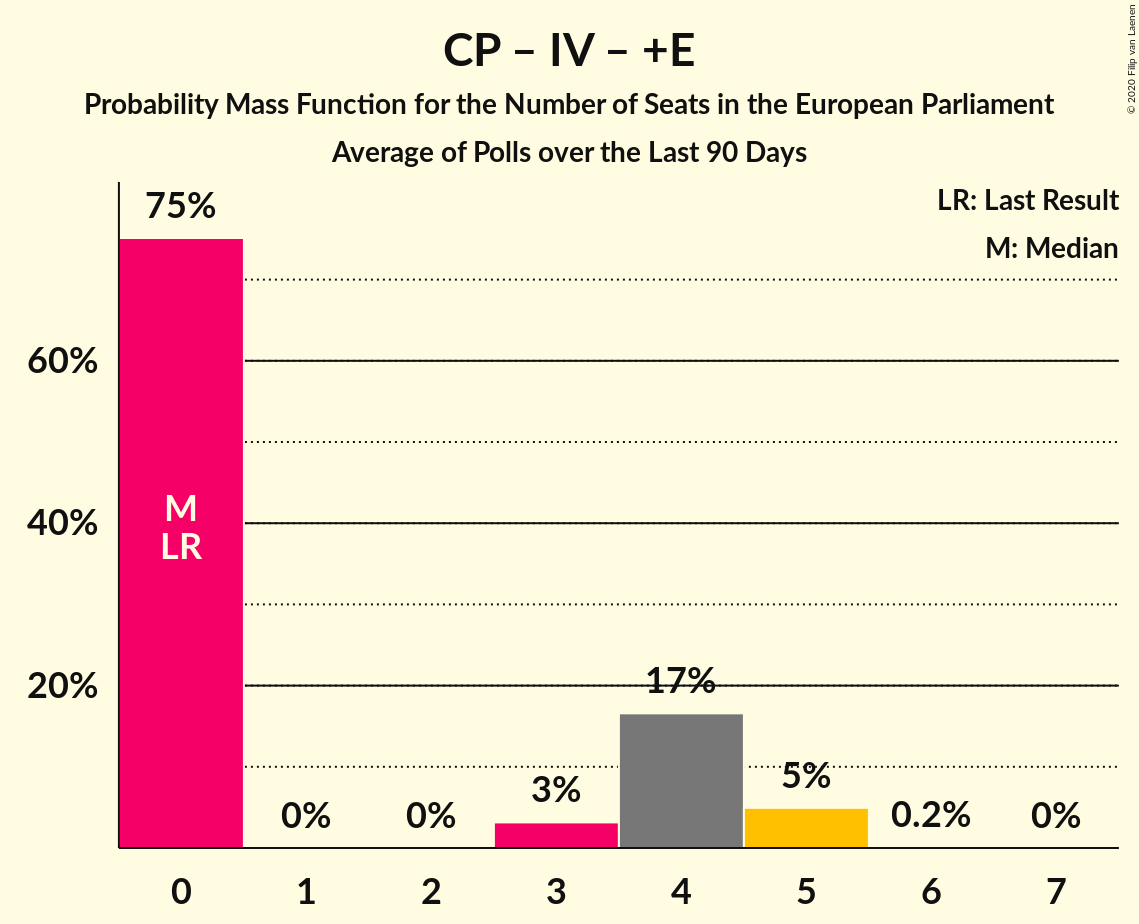 CP – IV – +E
Probability Mass Function for the Number of Seats in the European Parliament
Average of Polls over the Last 90 Days
© 2020 Filip van Laenen
LR: Last Result
M: Median
75%
60%
40%
20%
M
LR
0%
0%
3%
17%
5%
0.2%
0%
0
1
2
3
4
5
6
7